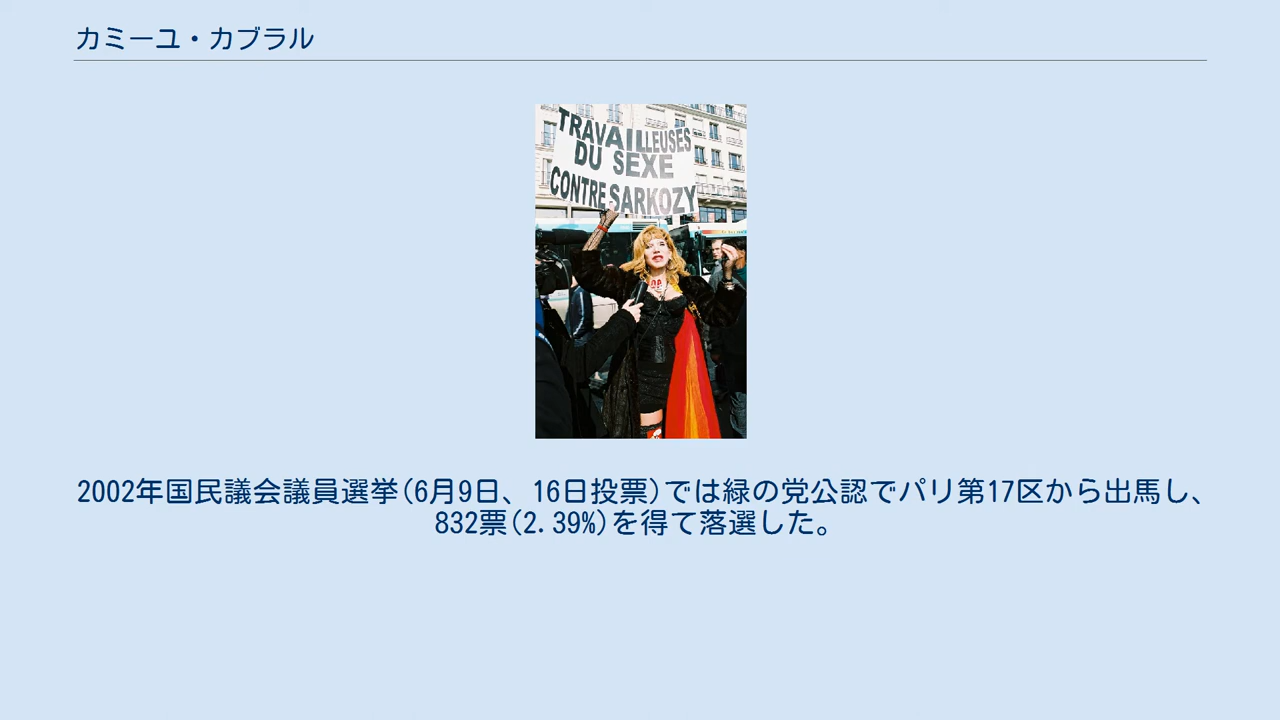 カミーユ・カブラル
TRAVAILLEUSES
DU SEXE
CONTRE SARKOZY
2002年国民議会議員選挙(6月9日、16日投票)では緑の党公認でパリ第17区から出馬し、
832票(2.39%)を得て落選した。